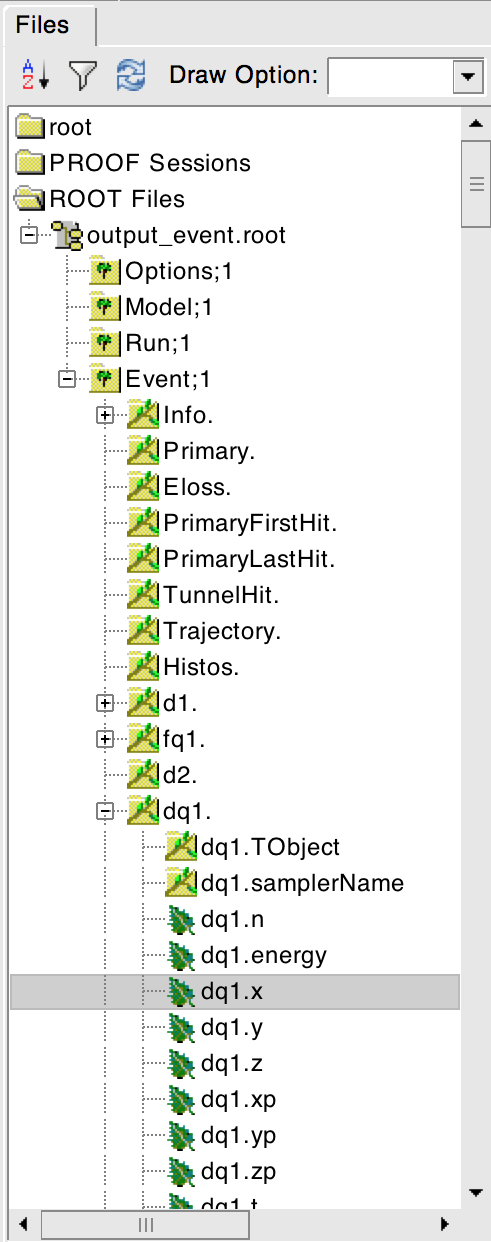 Files
A
Z
Draw Option:
root
PROOF Sessions
ROOT Files
output_event.root
Options;1
Model;1
Run;1
Event;1
Info.
Primary.
Eloss.
PrimaryFirstHit.
PrimaryLastHit.
TunnelHit.
Trajectory.
Histos.
d1.
fq1.
d2.
dq1.
dq1.TObject
dq1.samplerName
dq1.n
dq1.energy
dq1.x
dq1.y
dq1.z
dq1.xp
dq1.yp
dq1.zp
dq1.t